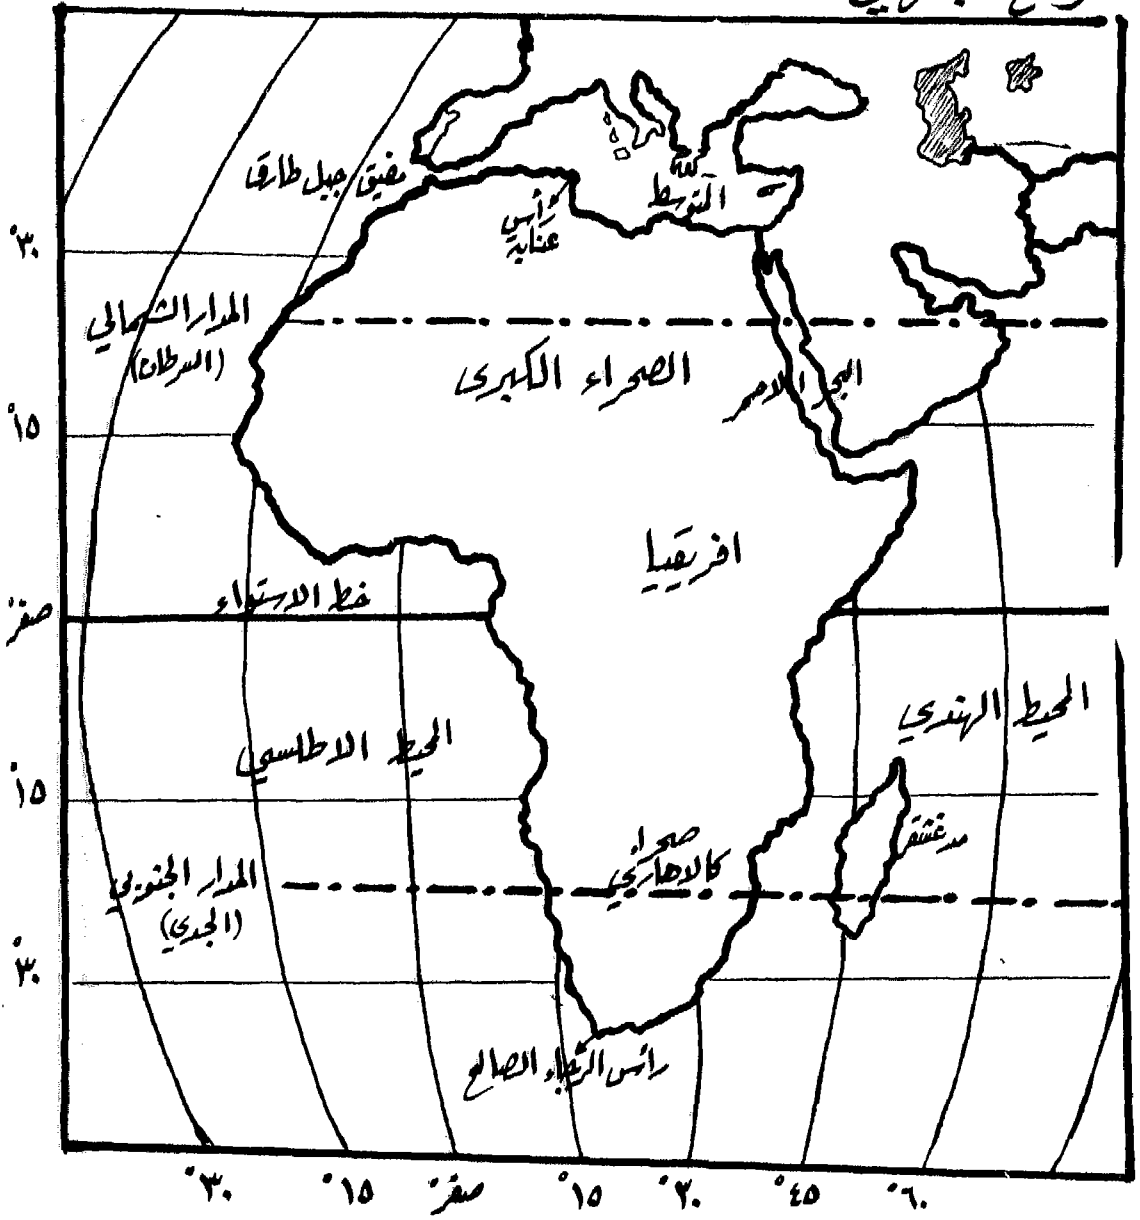 مضيق جبل طارق
المتوسط
رأس
عنابة
°٣٠
المدار الشمالي
(السرطان)
الصحراء الكبرى
البحر الاحمر
°١٥
افريقيا
خط الاستواء
صفر°
المحيط الهندي
المحيط الاطلسي
°١٥
مدغشقر
صحراء
كالاهاري
المدار الجنوبي
(الجدي)
°٣٠
رأس الرجاء الصالح
°٣٠ °١٥ صفر° °١٥ °٣٠ °٤٥ °٦٠